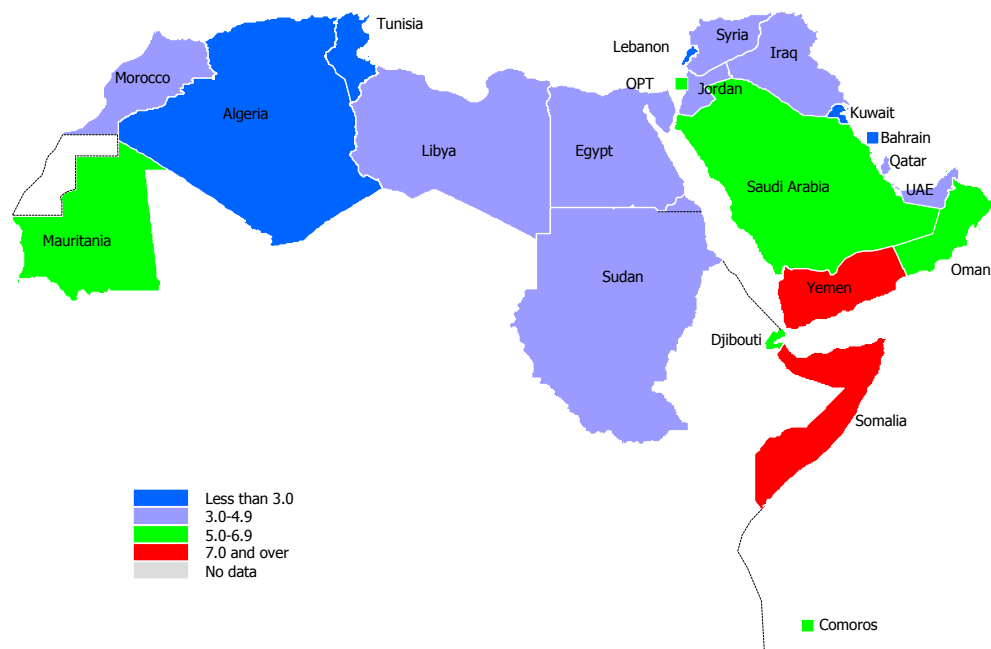 Tunisia
Syria
Lebanon
Iraq
Morocco
OPT
Jordan
Algeria
Kuwait
Bahrain
Libya
Egypt
Qatar
Saudi Arabia
UAE
Mauritania
Oman
Sudan
Yemen
Djibouti
Somalia
Less than 3.0
3.0-4.9
5.0-6.9
7.0 and over
No data
Comoros